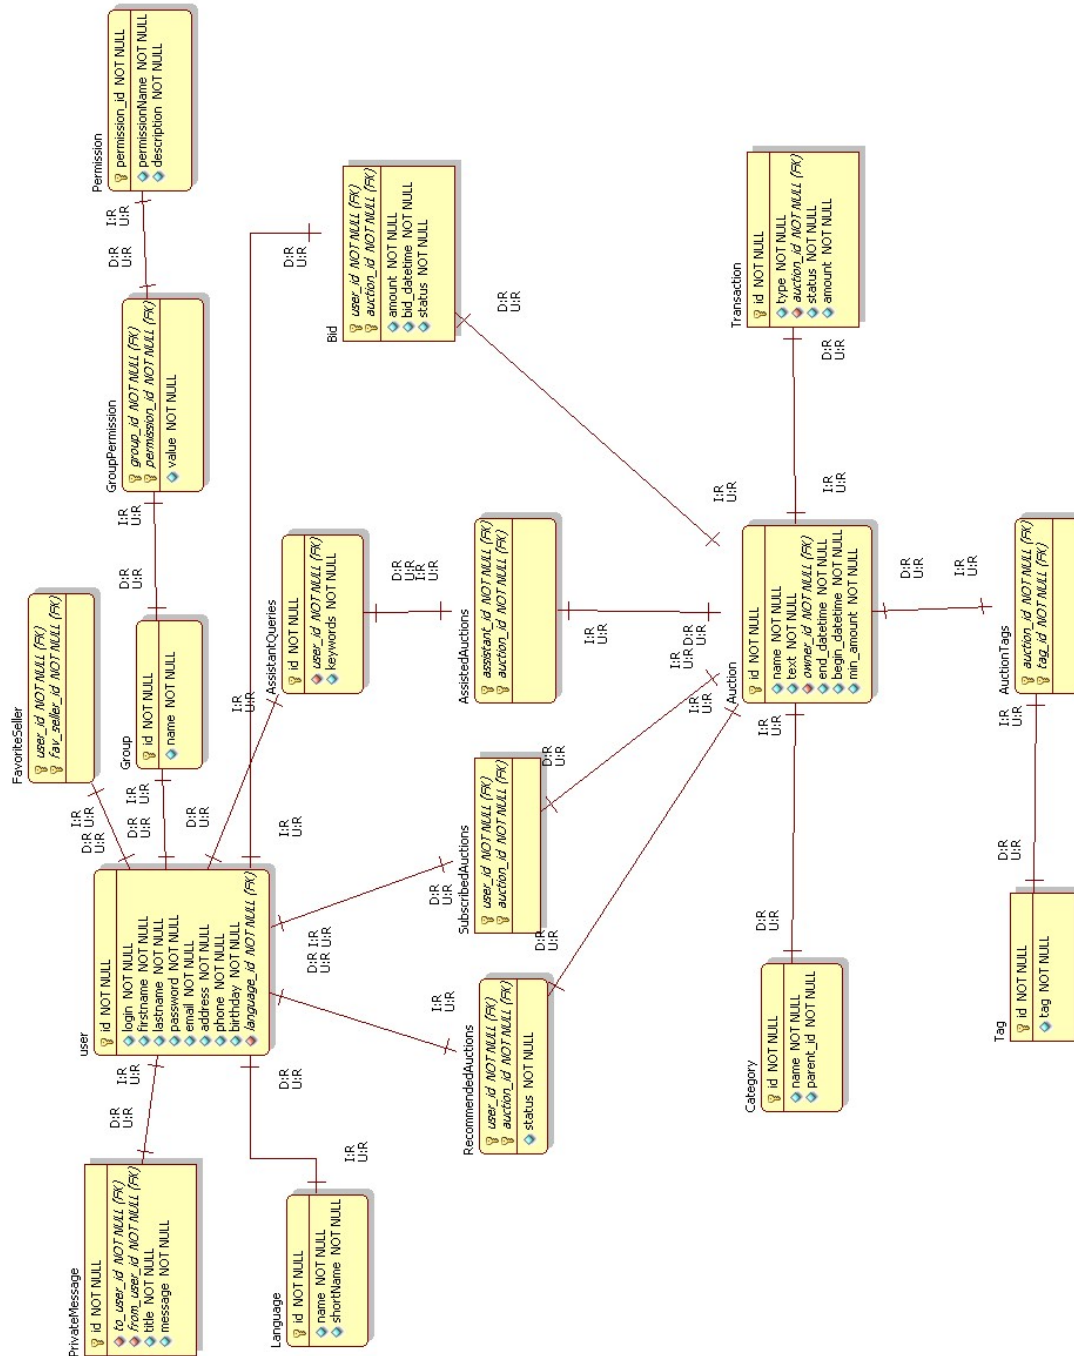 PrivateMessage
id NOT NULL
to_user_id NOT NULL (FK)
from_user_id NOT NULL (FK)
title NOT NULL
message NOT NULL
D:R
U:R
I:R
U:R
user
id NOT NULL
login NOT NULL
firstname NOT NULL
lastname NOT NULL
password NOT NULL
email NOT NULL
address NOT NULL
phone NOT NULL
birthday NOT NULL
language_id NOT NULL (FK)
I:R
U:R
D:R
U:R
FavoriteSeller
user_id NOT NULL (FK)
fav_seller_id NOT NULL (FK)
D:R
U:R
I:R
U:R
Group
id NOT NULL
name NOT NULL
D:R
U:R
I:R
U:R
GroupPermission
group_id NOT NULL (FK)
permission_id NOT NULL (FK)
value NOT NULL
D:R
U:R
I:R
U:R
Permission
permission_id NOT NULL
permissionName NOT NULL
description NOT NULL
D:R
U:R
I:R
U:R
Language
id NOT NULL
name NOT NULL
shortName NOT NULL
I:R
U:R
D:R
U:R
D:R I:R
U:R U:R
I:R
U:R
AssistantQueries
id NOT NULL
user_id NOT NULL (FK)
keywords NOT NULL
D:R
U:R
Bid
user_id NOT NULL (FK)
auction_id NOT NULL (FK)
amount NOT NULL
bid_datetime NOT NULL
status NOT NULL
D:R
U:R
I:R
U:R
D:R
U:R
D:R
U:R
I:R
U:R
RecommendedAuctions
user_id NOT NULL (FK)
auction_id NOT NULL (FK)
status NOT NULL
D:R
U:R
SubscribedAuctions
user_id NOT NULL (FK)
auction_id NOT NULL (FK)
D:R
U:R
AssistedAuctions
assistant_id NOT NULL (FK)
auction_id NOT NULL (FK)
I:R
U:R
I:R
U:R
I:R D:R
U:R U:R
I:R
U:R
D:R
U:R
Category
id NOT NULL
name NOT NULL
parent_id NOT NULL
D:R
U:R
I:R
U:R
Auction
id NOT NULL
name NOT NULL
text NOT NULL
owner_id NOT NULL (FK)
end_datetime NOT NULL
begin_datetime NOT NULL
min_amount NOT NULL
I:R
U:R
D:R
U:R
Transaction
id NOT NULL
type NOT NULL
auction_id NOT NULL (FK)
status NOT NULL
amount NOT NULL
D:R
U:R
I:R
U:R
Tag
id NOT NULL
tag NOT NULL
D:R
U:R
I:R
U:R
AuctionTags
auction_id NOT NULL (FK)
tag_id NOT NULL (FK)